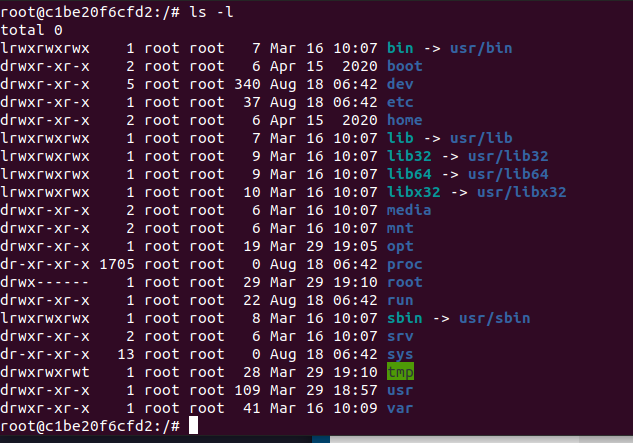 root@c1be20f6cfd2:/# ls -l
total 0
lrwxrwxrwx    1 root root   7 Mar 16 10:07 bin -> usr/bin
drwxr-xr-x    2 root root   6 Apr 15  2020 boot
drwxr-xr-x    5 root root 340 Aug 18 06:42 dev
drwxr-xr-x    1 root root  37 Aug 18 06:42 etc
drwxr-xr-x    2 root root   6 Apr 15  2020 home
lrwxrwxrwx    1 root root   7 Mar 16 10:07 lib -> usr/lib
lrwxrwxrwx    1 root root   9 Mar 16 10:07 lib32 -> usr/lib32
lrwxrwxrwx    1 root root   9 Mar 16 10:07 lib64 -> usr/lib64
lrwxrwxrwx    1 root root  10 Mar 16 10:07 libx32 -> usr/libx32
drwxr-xr-x    2 root root   6 Mar 16 10:07 media
drwxr-xr-x    2 root root   6 Mar 16 10:07 mnt
drwxr-xr-x    1 root root  19 Mar 29 19:05 opt
dr-xr-xr-x 1705 root root   0 Aug 18 06:42 proc
drwx------    1 root root  29 Mar 29 19:10 root
drwxr-xr-x    1 root root  22 Aug 18 06:42 run
lrwxrwxrwx    1 root root   8 Mar 16 10:07 sbin -> usr/sbin
drwxr-xr-x    2 root root   6 Mar 16 10:07 srv
dr-xr-xr-x   13 root root   0 Aug 18 06:42 sys
drwxrwxrwt    1 root root  28 Mar 29 19:10 tmp
drwxr-xr-x    1 root root 109 Mar 29 18:57 usr
drwxr-xr-x    1 root root  41 Mar 16 10:09 var
root@c1be20f6cfd2:/#